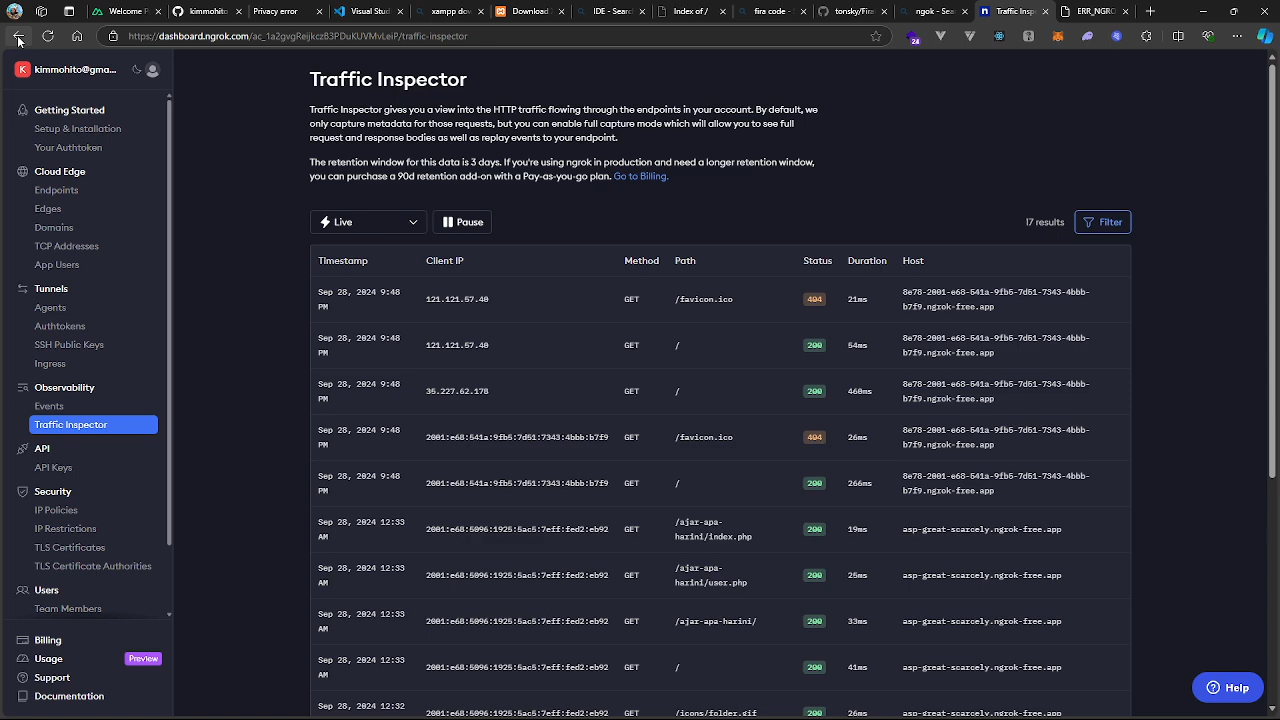 Welcome F
kimmohito
Privacy error
Visual Stud
xampp dow
Download
IDE - Searc
Index of /
fira code -
tonsky/Fira
ngrok - Sea
Traffic Insp
ERR_NGRO
https://dashboard.ngrok.com/ac_1a2gvgRejjkczB3PDuKUVMvLeiP/traffic-inspector
24
K kimmohito@gma...
Getting Started
Setup & Installation
Your Authtoken
Cloud Edge
Endpoints
Edges
Domains
TCP Addresses
App Users
Tunnels
Agents
Authtokens
SSH Public Keys
Ingress
Observability
Events
Traffic Inspector
API
API Keys
Security
IP Policies
IP Restrictions
TLS Certificates
TLS Certificate Authorities
Users
Team Members
Billing
Usage Preview
Support
Documentation
Traffic Inspector
Traffic Inspector gives you a view into the HTTP traffic flowing through the endpoints in your account. By default, we
only capture metadata for those requests, but you can enable full capture mode which will allow you to see full
request and response bodies as well as replay events to your endpoint.
The retention window for this data is 3 days. If you're using ngrok in production and need a longer retention window,
you can purchase a 90d retention add-on with a Pay-as-you-go plan. Go to Billing.
Live Pause 17 results Filter
Timestamp Client IP Method Path Status Duration Host
Sep 28, 2024 9:48 PM 121.121.57.40 GET /favicon.ico 404 21ms 8e78-2001-e68-541a-9fb5-7d51-7343-4bbb-b7f9.ngrok-free.app
Sep 28, 2024 9:48 PM 121.121.57.40 GET / 200 54ms 8e78-2001-e68-541a-9fb5-7d51-7343-4bbb-b7f9.ngrok-free.app
Sep 28, 2024 9:48 PM 35.227.62.178 GET / 200 460ms 8e78-2001-e68-541a-9fb5-7d51-7343-4bbb-b7f9.ngrok-free.app
Sep 28, 2024 9:48 PM 2001:e68:541a:9fb5:7d51:7343:4bbb:b7f9 GET /favicon.ico 404 26ms 8e78-2001-e68-541a-9fb5-7d51-7343-4bbb-b7f9.ngrok-free.app
Sep 28, 2024 9:48 PM 2001:e68:541a:9fb5:7d51:7343:4bbb:b7f9 GET / 200 266ms 8e78-2001-e68-541a-9fb5-7d51-7343-4bbb-b7f9.ngrok-free.app
Sep 28, 2024 12:33 AM 2001:e68:5096:1925:5ac5:7eff:fed2:eb92 GET /ajar-apa-harini/index.php 200 19ms asp-great-scarcely.ngrok-free.app
Sep 28, 2024 12:33 AM 2001:e68:5096:1925:5ac5:7eff:fed2:eb92 GET /ajar-apa-harini/user.php 200 25ms asp-great-scarcely.ngrok-free.app
Sep 28, 2024 12:33 AM 2001:e68:5096:1925:5ac5:7eff:fed2:eb92 GET /ajar-apa-harini/ 200 33ms asp-great-scarcely.ngrok-free.app
Sep 28, 2024 12:33 AM 2001:e68:5096:1925:5ac5:7eff:fed2:eb92 GET / 200 41ms asp-great-scarcely.ngrok-free.app
Sep 28, 2024 12:33 2001:e68:5096:1925:5ac5:7eff:fed2:eb92 GET /icons/folder.gif 200 26ms asp-great-scarcely.ngrok-free.app
Help